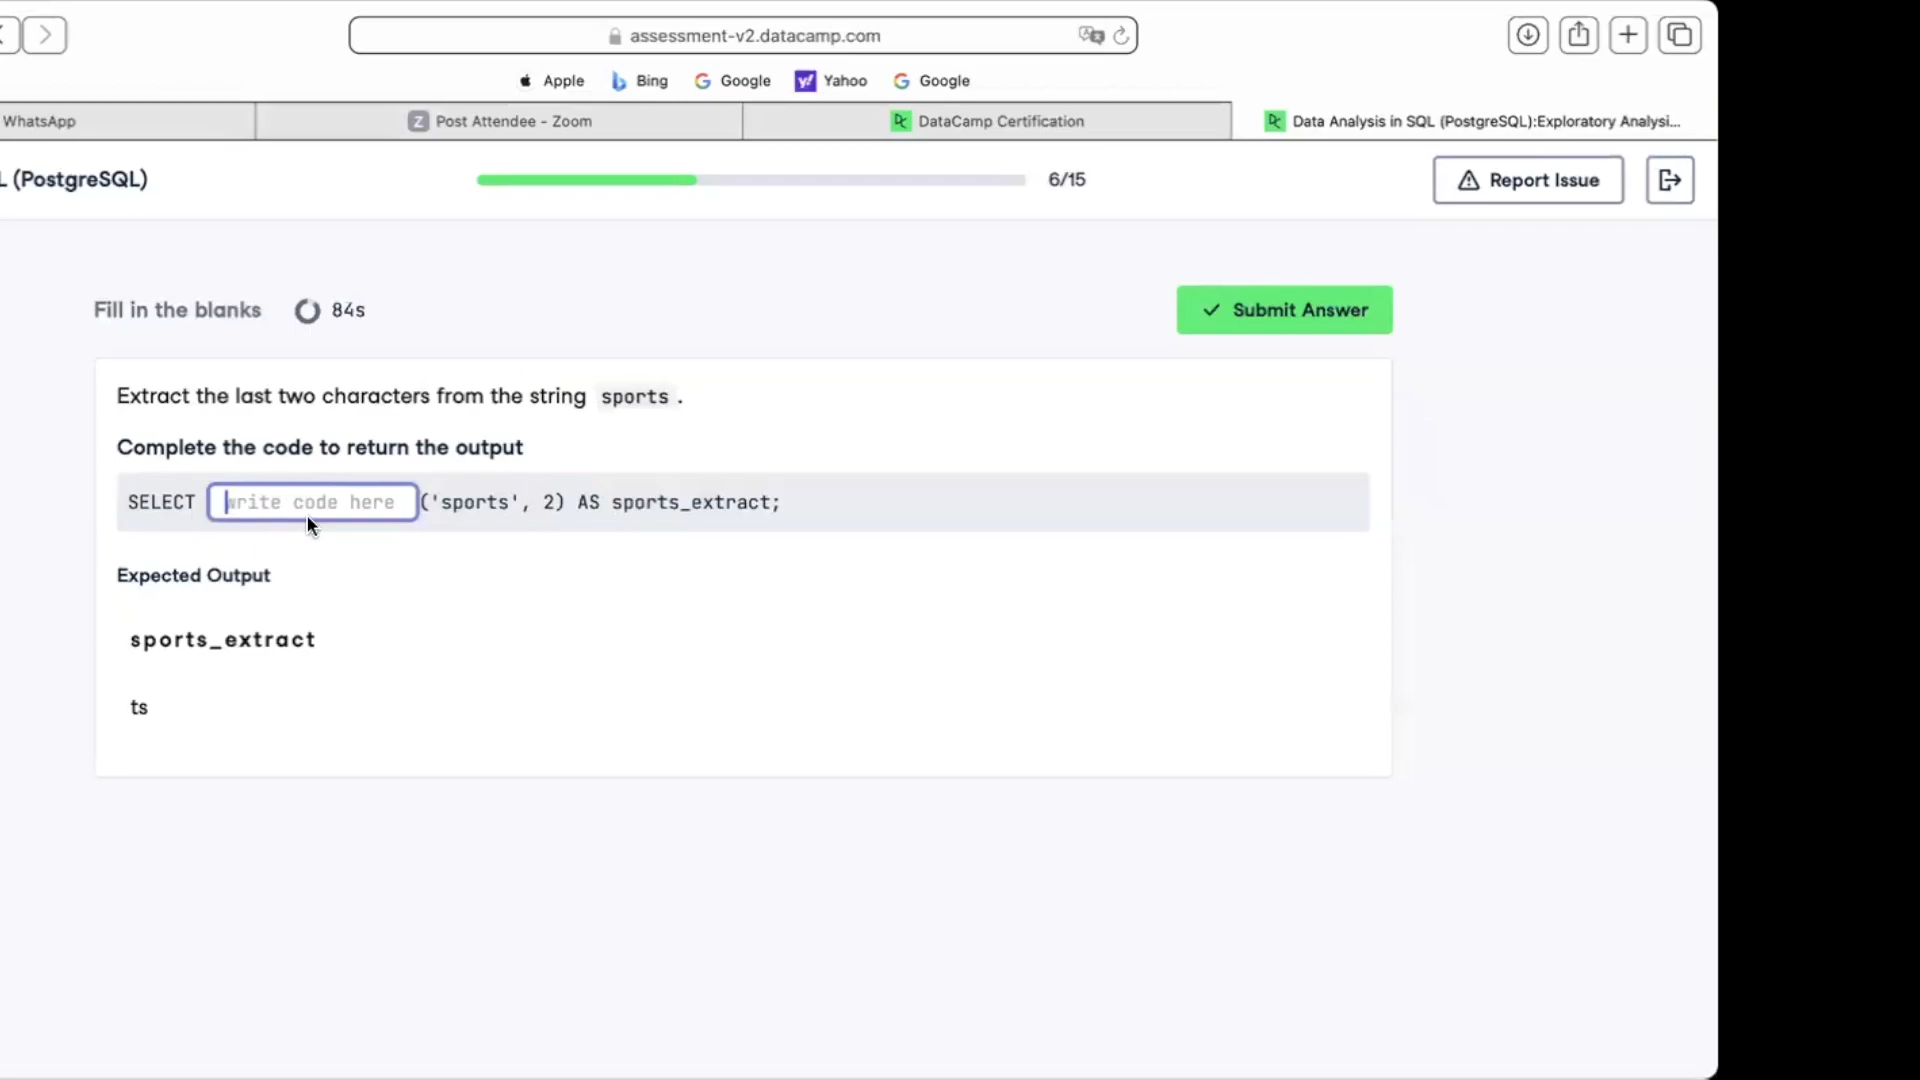 assessment-v2.datacamp.com
Apple Bing Google Yahoo Google
WhatsApp Post Attendee - Zoom DataCamp Certification Data Analysis in SQL (PostgreSQL):Exploratory Analysi...
L (PostgreSQL) 6/15 Report Issue
Fill in the blanks 84s Submit Answer
Extract the last two characters from the string sports .
Complete the code to return the output
SELECT write code here ('sports', 2) AS sports_extract;
Expected Output
sports_extract
ts